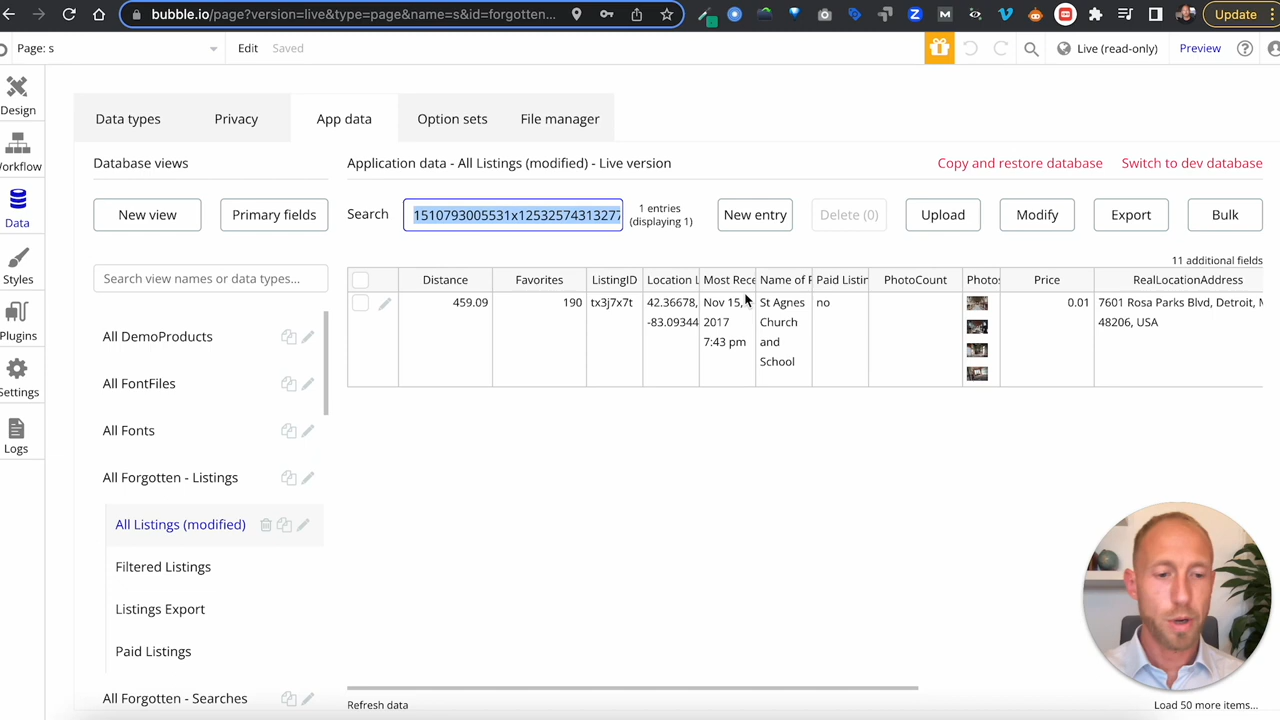 bubble.io/page?version=live&type=page&name=s&id=forgotten...
Update
Page: s
Edit
Saved
Live (read-only)
Preview
Design
Workflow
Data
Styles
Plugins
Settings
Logs
Data types
Privacy
App data
Option sets
File manager
Database views
Application data - All Listings (modified) - Live version
Copy and restore database
Switch to dev database
New view
Primary fields
Search
1510793005531x12532574313277
1 entries
(displaying 1)
New entry
Delete (0)
Upload
Modify
Export
Bulk
Search view names or data types...
11 additional fields
Distance
Favorites
ListingID
Location L
Most Rece
Name of P
Paid Listin
PhotoCount
Photos
Price
RealLocationAddress
459.09
190
tx3j7x7t
42.36678,
-83.09344
Nov 15,
2017
7:43 pm
St Agnes
Church
and
School
no
0.01
7601 Rosa Parks Blvd, Detroit, M
48206, USA
All DemoProducts
All FontFiles
All Fonts
All Forgotten - Listings
All Listings (modified)
Filtered Listings
Listings Export
Paid Listings
All Forgotten - Searches
Refresh data
Load 50 more items...